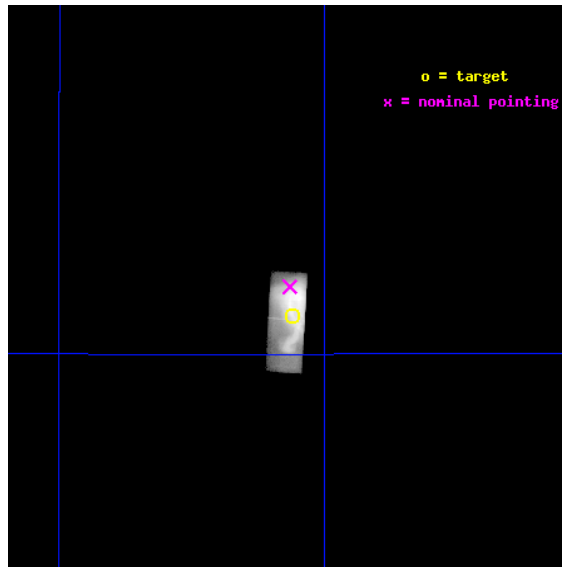 o = target
x = nominal pointing